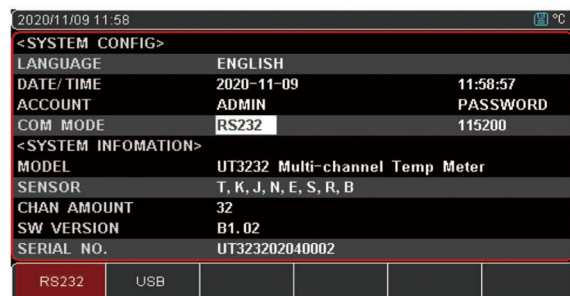 2020/11/09 11:58 °C
<SYSTEM CONFIG>
LANGUAGE ENGLISH
DATE/TIME 2020-11-09 11:58:57
ACCOUNT ADMIN PASSWORD
COM MODE RS232 115200
<SYSTEM INFOMATION>
MODEL UT3232 Multi-channel Temp Meter
SENSOR T, K, J, N, E, S, R, B
CHAN AMOUNT 32
SW VERSION B1.02
SERIAL NO. UT323202040002
RS232 USB